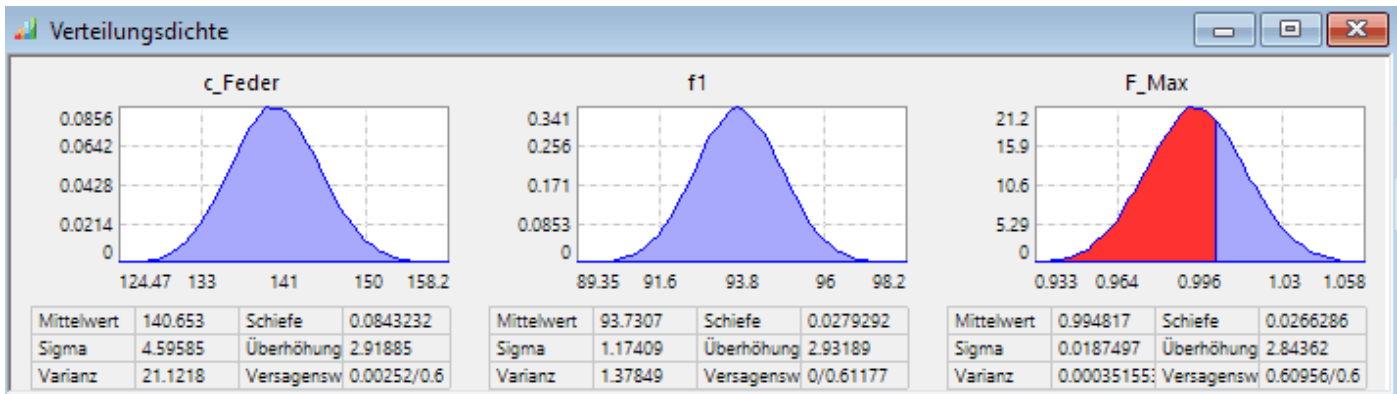 Verteilungsdichte
c_Feder f1 F_Max
0.0856 0.341 21.2
0.0642 0.256 15.9
0.0428 0.171 10.6
0.0214 0.0853 5.29
0 0 0
124.47 133 141 150 158.2 89.35 91.6 93.8 96 98.2 0.933 0.964 0.996 1.03 1.058
Mittelwert 140.653 Schiefe 0.0843232 Mittelwert 93.7307 Schiefe 0.0279292 Mittelwert 0.994817 Schiefe 0.0266286
Sigma 4.59585 Überhöhung 2.91885 Sigma 1.17409 Überhöhung 2.93189 Sigma 0.0187497 Überhöhung 2.84362
Varianz 21.1218 Versagensw 0.00252/0.6 Varianz 1.37849 Versagensw 0/0.61177 Varianz 0.000351553 Versagensw 0.60956/0.6